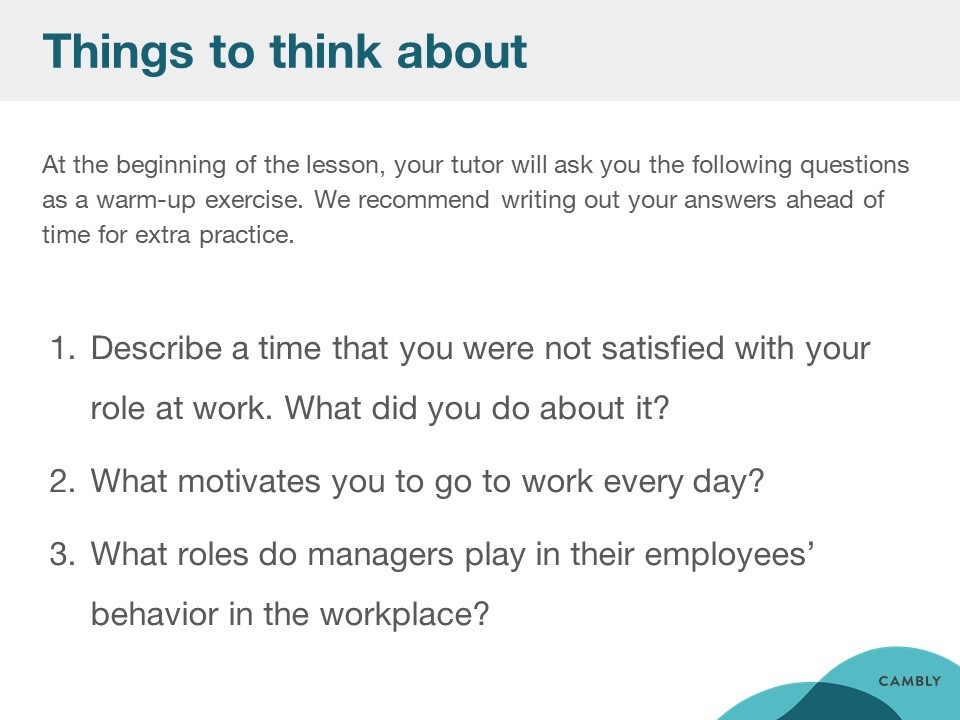 Things to think about
At the beginning of the lesson, your tutor will ask you the following questions
as a warm-up exercise. We recommend writing out your answers ahead of
time for extra practice.
1. Describe a time that you were not satisfied with your
role at work. What did you do about it?
2. What motivates you to go to work every day?
3. What roles do managers play in their employees’
behavior in the workplace?
CAMBLY